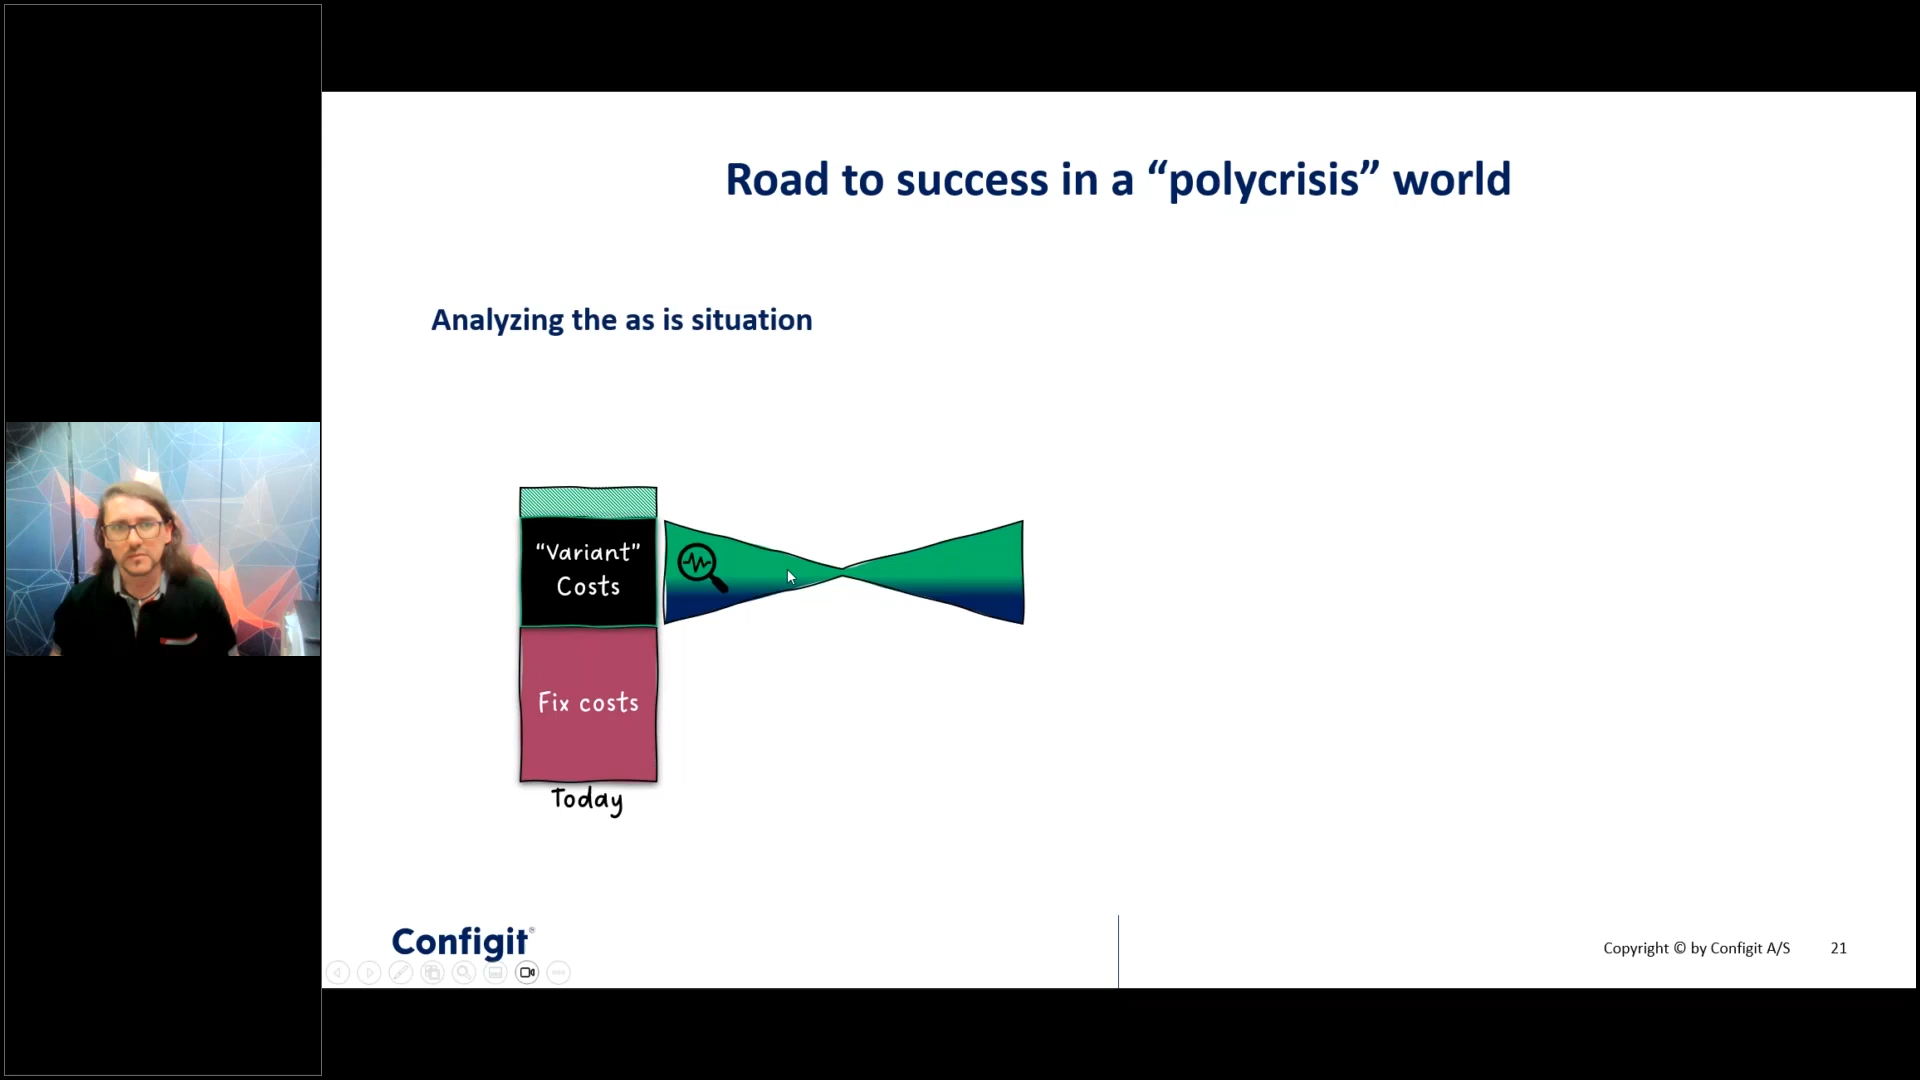 Road to success in a “polycrisis” world
Analyzing the as is situation
“Variant”
Costs
Fix costs
Today
Configit®
Copyright © by Configit A/S 21